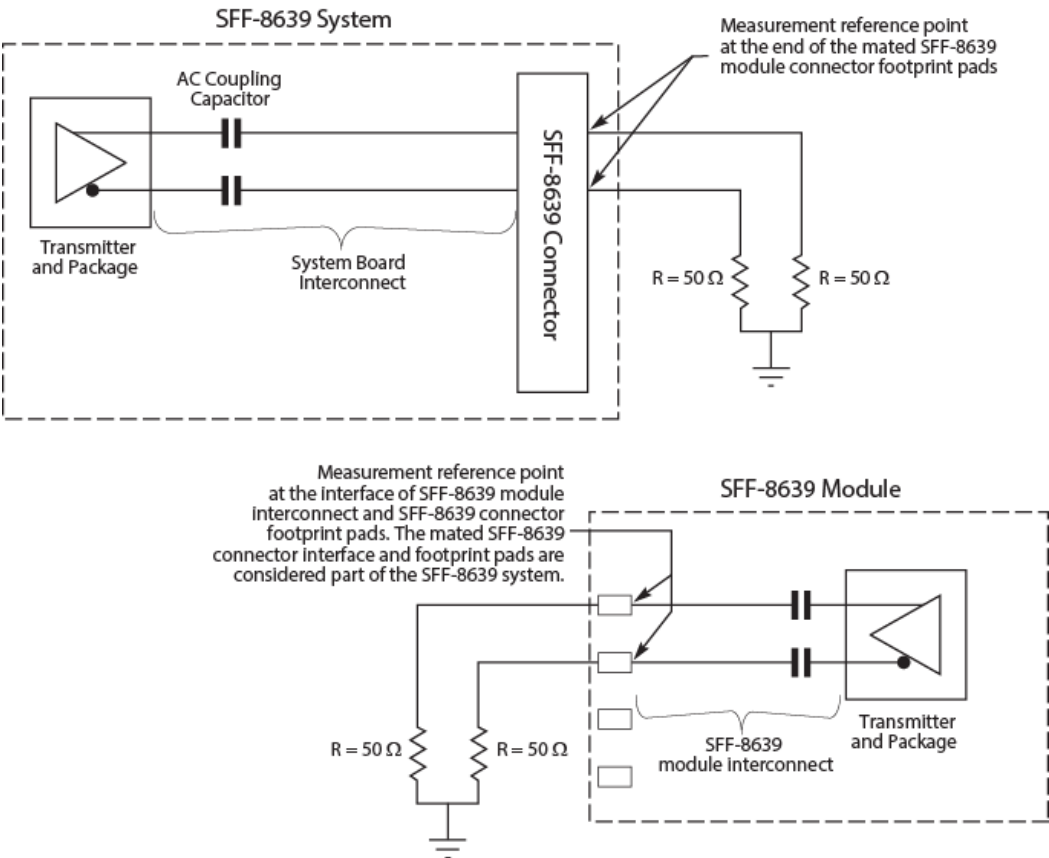 SFF-8639 System
Measurement reference point
at the end of the mated SFF-8639
module connector footprint pads
AC Coupling
Capacitor
SFF-8639 Connector
Transmitter
and Package
System Board
Interconnect
R = 50 Ω
R = 50 Ω
Measurement reference point
at the interface of SFF-8639 module
interconnect and SFF-8639 connector
footprint pads. The mated SFF-8639
connector interface and footprint pads are
considered part of the SFF-8639 system.
SFF-8639 Module
R = 50 Ω
R = 50 Ω
SFF-8639
module interconnect
Transmitter
and Package